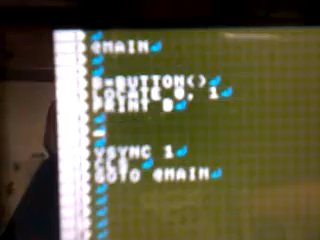 @MAIN
B=BUTTON()
LOCATE 0, 1
PRINT B
VSYNC 1
CLS
GOTO @MAIN